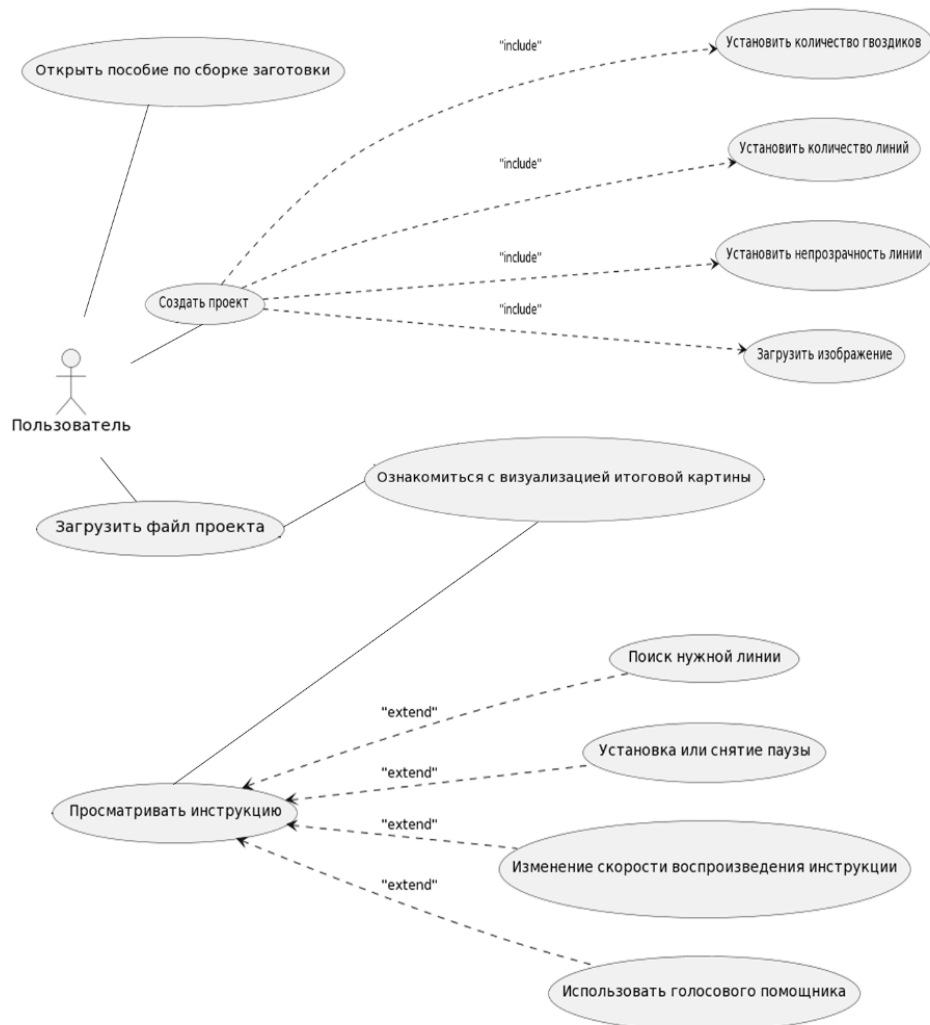 Установить количество гвоздиков
"include"
Открыть пособие по сборке заготовки
Установить количество линий
"include"
Установить непрозрачность линии
"include"
Создать проект
"include"
Загрузить изображение
Пользователь
Ознакомиться с визуализацией итоговой картины
Загрузить файл проекта
Поиск нужной линии
"extend"
Установка или снятие паузы
"extend"
Просматривать инструкцию
"extend"
Изменение скорости воспроизведения инструкции
"extend"
Использовать голосового помощника